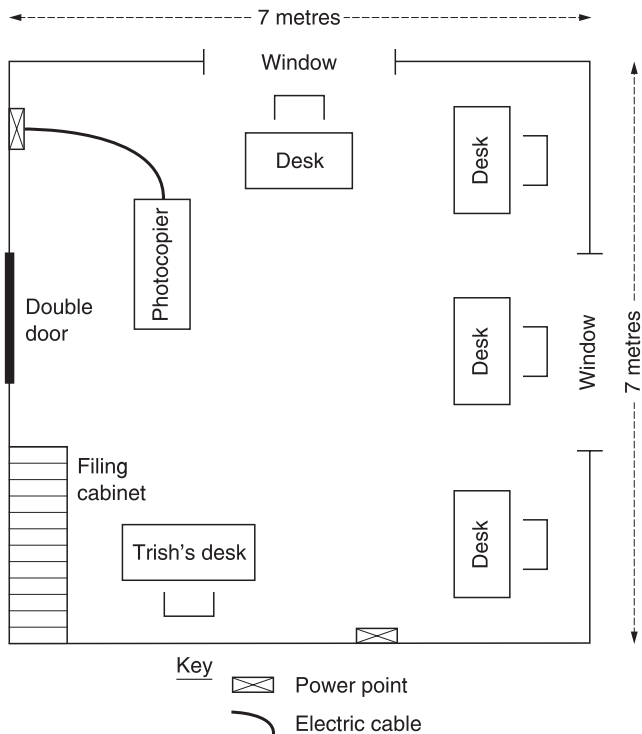 7 metres
Window
Desk
Desk
Photocopier
Double
door
Desk
Window
7 metres
Filing
cabinet
Trish's desk
Desk
Key
Power point
Electric cable